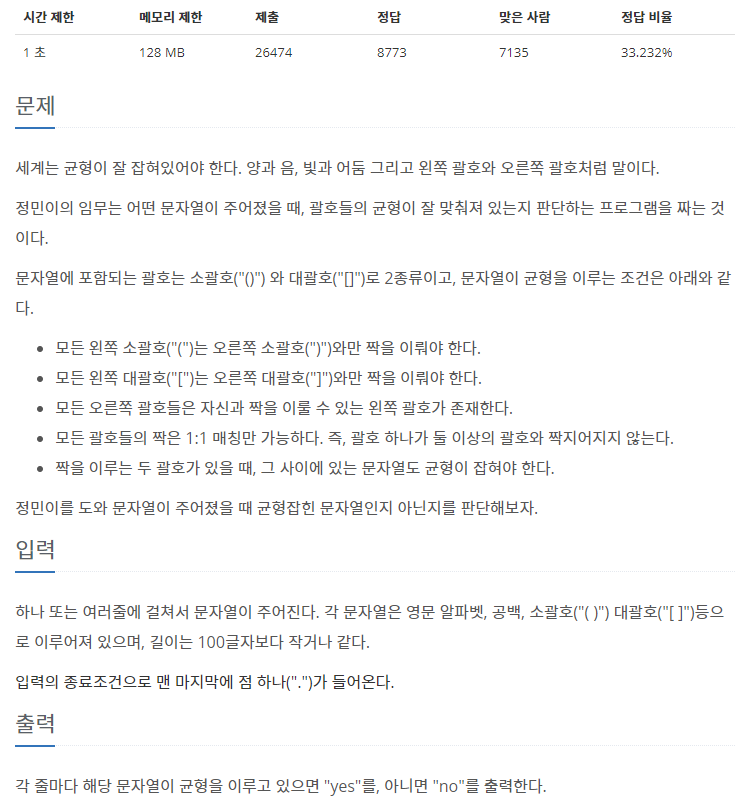 시간 제한 메모리 제한 제출 정답 맞은 사람 정답 비율
1 초 128 MB 26474 8773 7135 33.232%
문제
세계는 균형이 잘 잡혀있어야 한다. 양과 음, 빛과 어둠 그리고 왼쪽 괄호와 오른쪽 괄호처럼 말이다.
정민이의 임무는 어떤 문자열이 주어졌을 때, 괄호들의 균형이 잘 맞춰져 있는지 판단하는 프로그램을 짜는 것
이다.
문자열에 포함되는 괄호는 소괄호("()") 와 대괄호("[]")로 2종류이고, 문자열이 균형을 이루는 조건은 아래와 같
다.
• 모든 왼쪽 소괄호("(")는 오른쪽 소괄호(")")와만 짝을 이뤄야 한다.
• 모든 왼쪽 대괄호("[")는 오른쪽 대괄호("]")와만 짝을 이뤄야 한다.
• 모든 오른쪽 괄호들은 자신과 짝을 이룰 수 있는 왼쪽 괄호가 존재한다.
• 모든 괄호들의 짝은 1:1 매칭만 가능하다. 즉, 괄호 하나가 둘 이상의 괄호와 짝지어지지 않는다.
• 짝을 이루는 두 괄호가 있을 때, 그 사이에 있는 문자열도 균형이 잡혀야 한다.
정민이를 도와 문자열이 주어졌을 때 균형잡힌 문자열인지 아닌지를 판단해보자.
입력
하나 또는 여러줄에 걸쳐서 문자열이 주어진다. 각 문자열은 영문 알파벳, 공백, 소괄호("( )") 대괄호("[ ]")등으
로 이루어져 있으며, 길이는 100글자보다 작거나 같다.
입력의 종료조건으로 맨 마지막에 점 하나(".")가 들어온다.
출력
각 줄마다 해당 문자열이 균형을 이루고 있으면 "yes"를, 아니면 "no"를 출력한다.